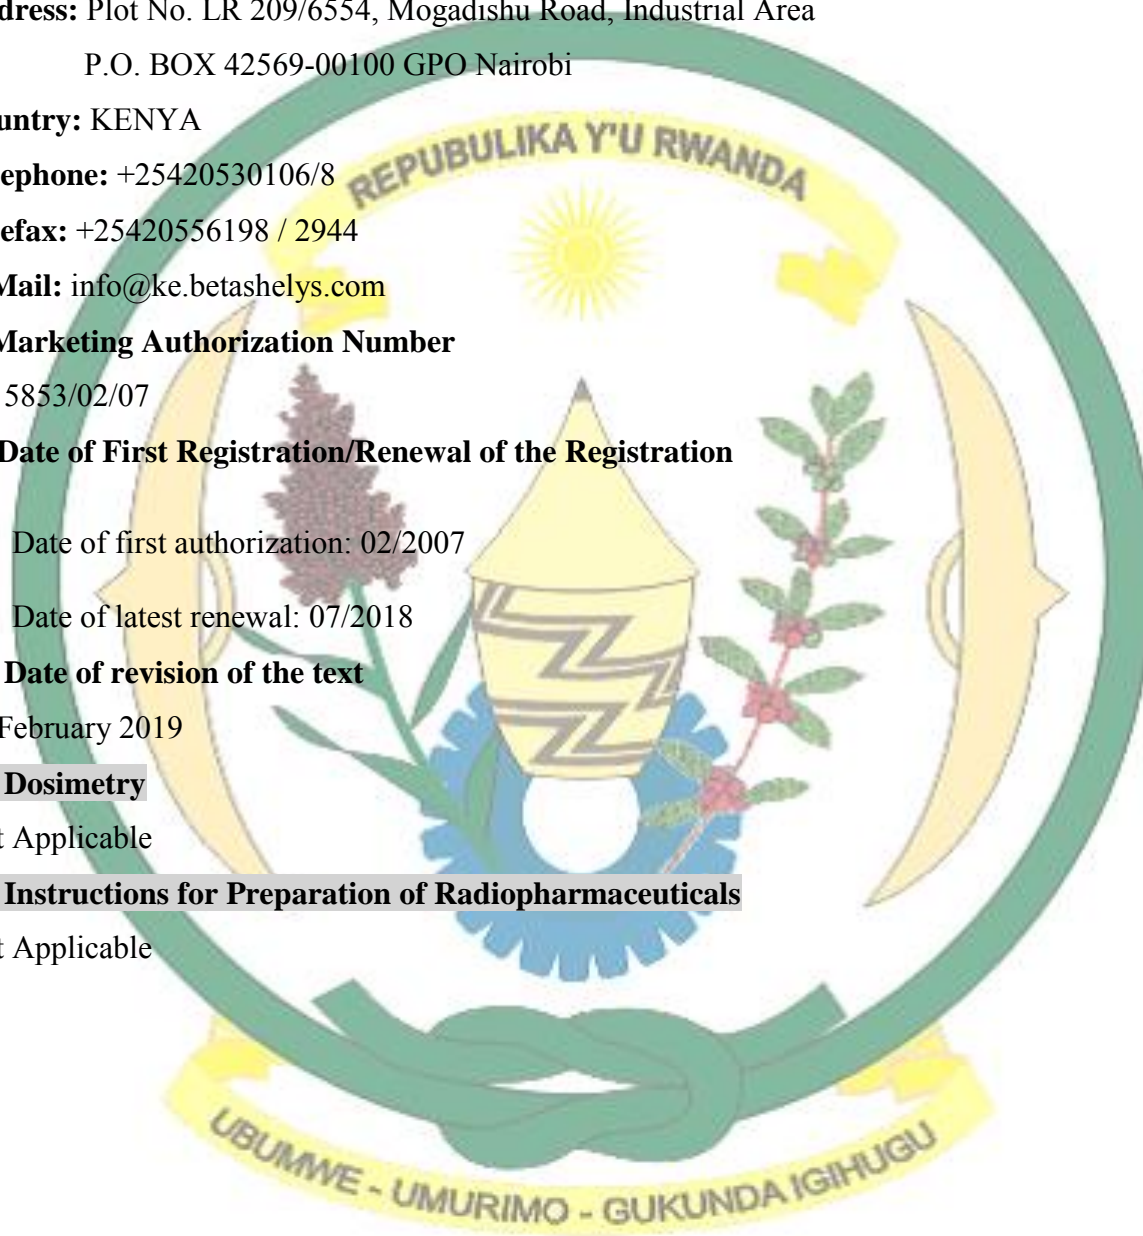 dress: Plot No. LR 209/6554, Mogadishu Road, Industrial Area
P.O. BOX 42569-00100 GPO Nairobi
untry: KENYA
ephone: +25420530106/8
efax: +25420556198 / 2944
Mail: info@ke.betashelys.com
Marketing Authorization Number
5853/02/07
Date of First Registration/Renewal of the Registration
Date of first authorization: 02/2007
Date of latest renewal: 07/2018
Date of revision of the text
February 2019
Dosimetry
t Applicable
Instructions for Preparation of Radiopharmaceuticals
t Applicable
REPUBULIKA Y'U RWANDA
UBUMWE - UMURIMO - GUKUNDA IGIHUGU